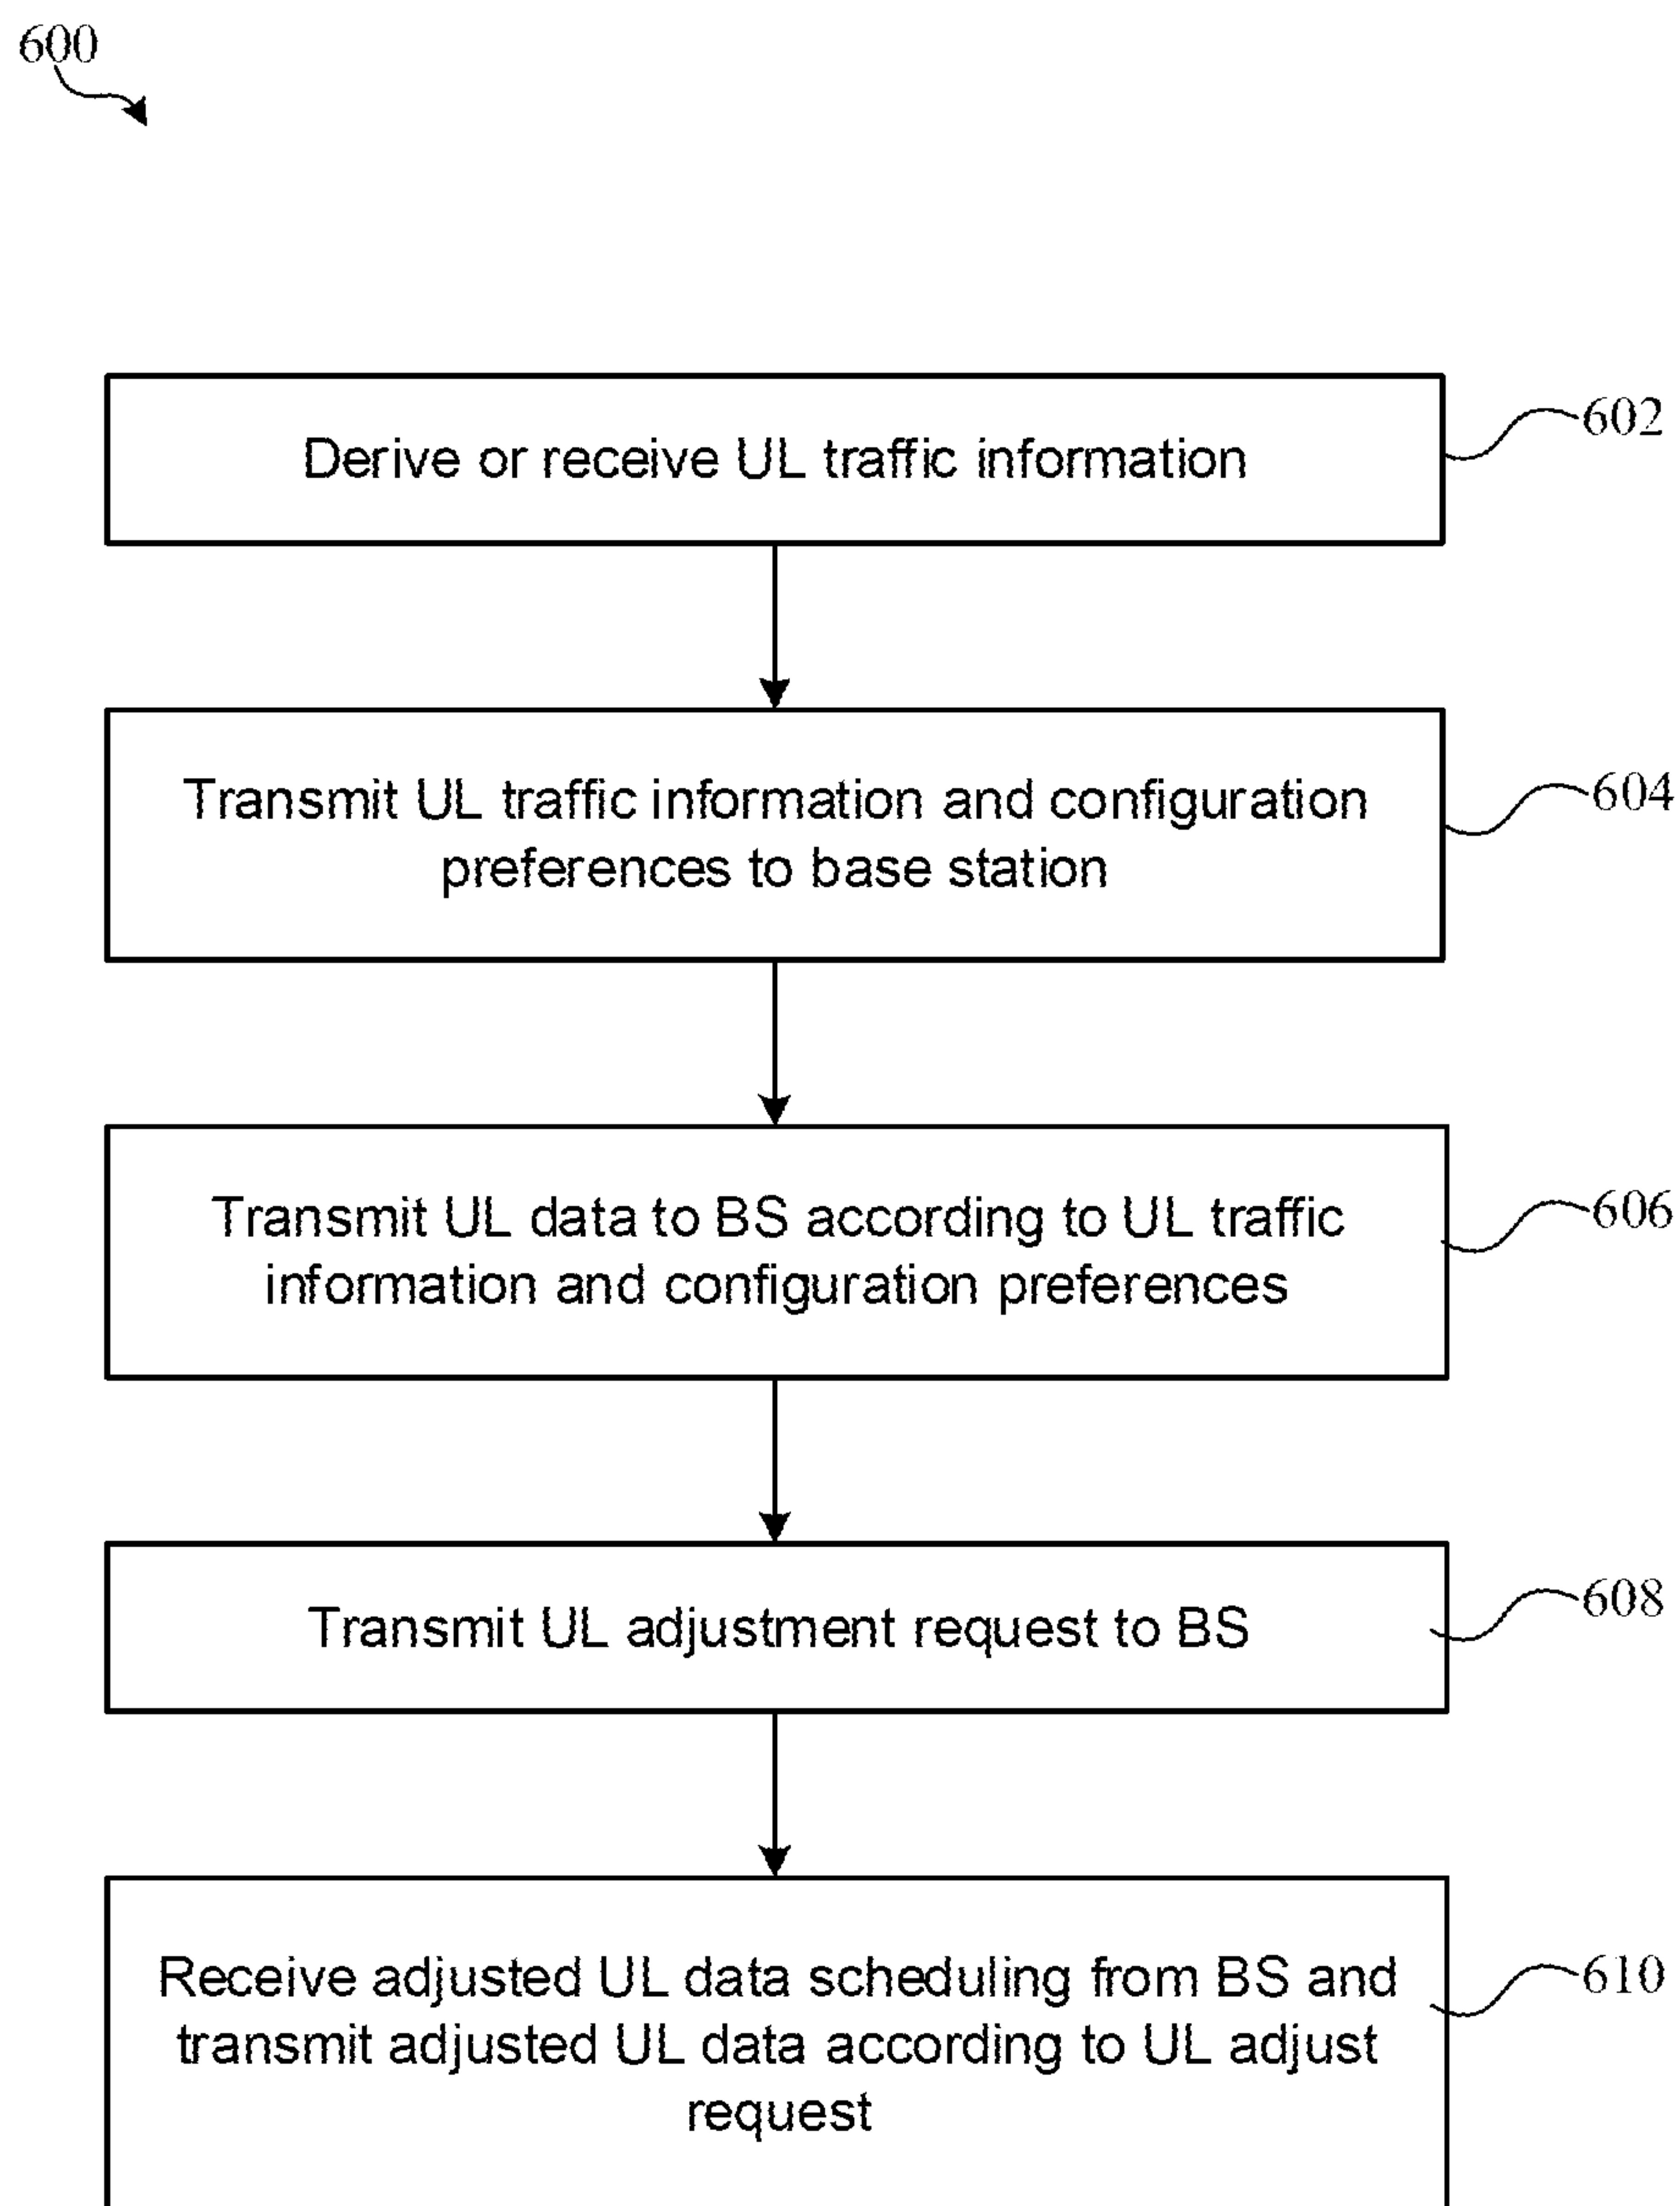 600
Derive or receive UL traffic information
602
Transmit UL traffic information and configuration
preferences to base station
604
Transmit UL data to BS according to UL traffic
information and configuration preferences
606
Transmit UL adjustment request to BS
608
Receive adjusted UL data scheduling from BS and
transmit adjusted UL data according to UL adjust
request
610